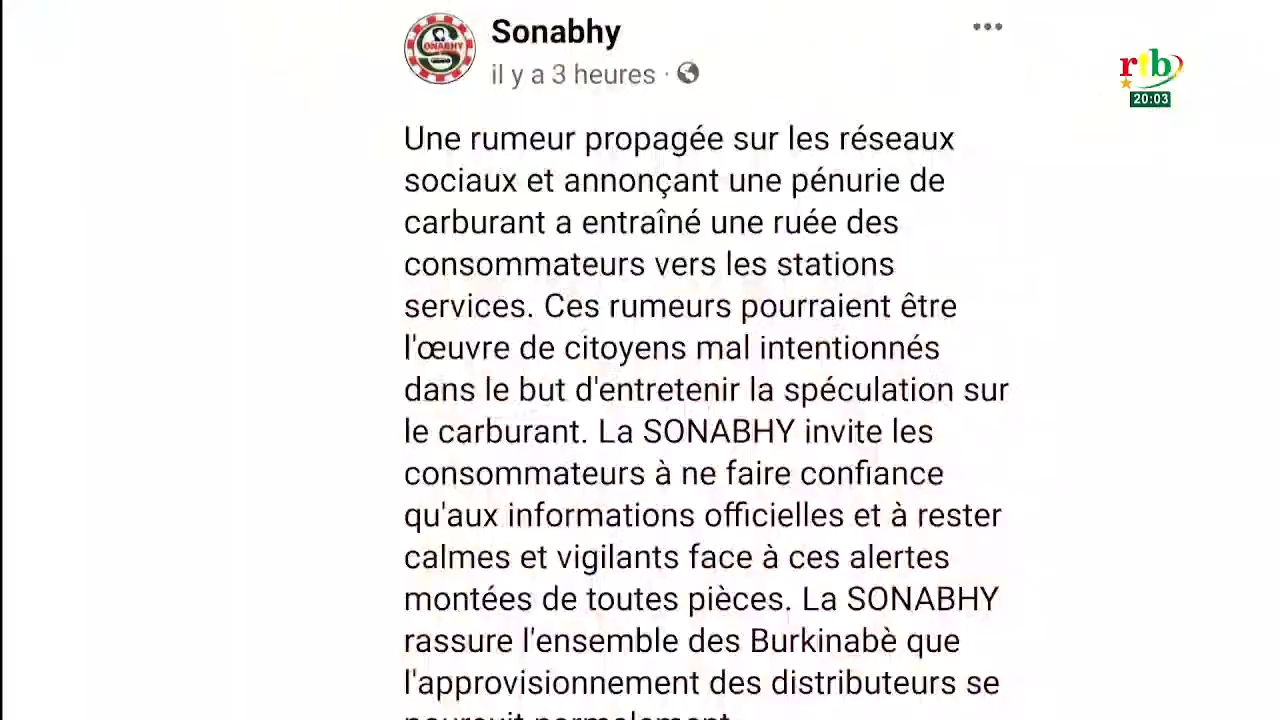 Sonabhy
il y a 3 heures ·
rtb
20:03
SONABHY
Une rumeur propagée sur les réseaux
sociaux et annonçant une pénurie de
carburant a entraîné une ruée des
consommateurs vers les stations
services. Ces rumeurs pourraient être
l'œuvre de citoyens mal intentionnés
dans le but d'entretenir la spéculation sur
le carburant. La SONABHY invite les
consommateurs à ne faire confiance
qu'aux informations officielles et à rester
calmes et vigilants face à ces alertes
montées de toutes pièces. La SONABHY
rassure l'ensemble des Burkinabè que
l'approvisionnement des distributeurs se